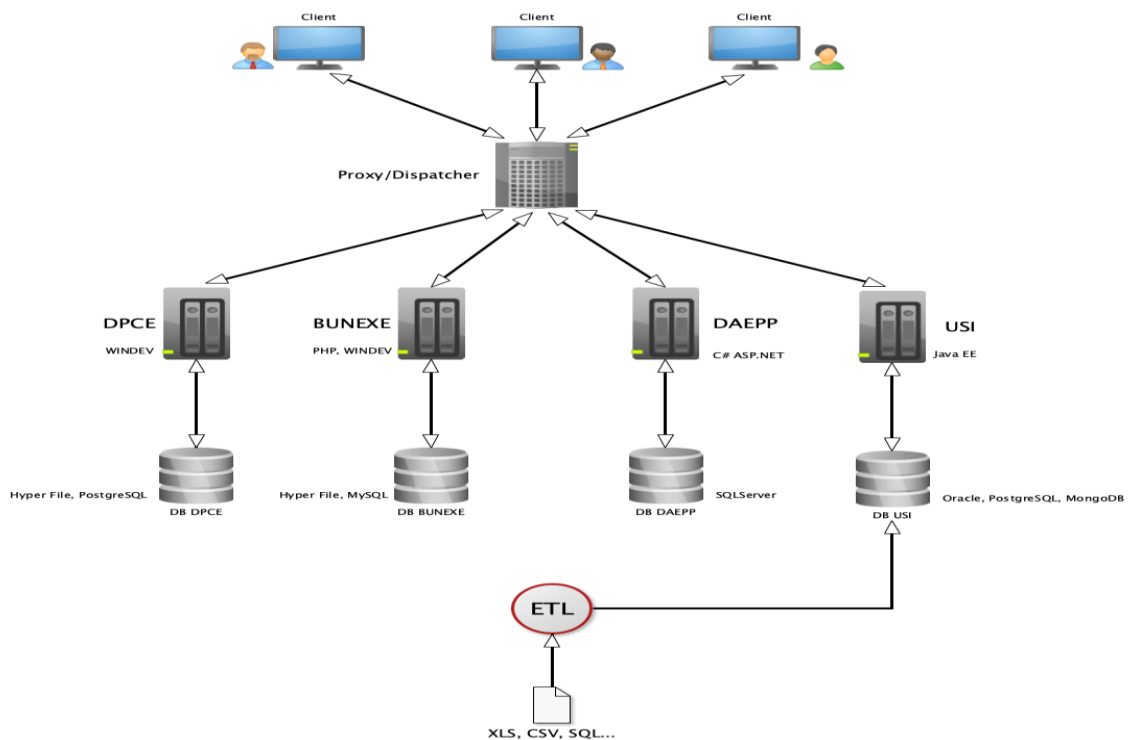 Client
Client
Client
Proxy/Dispatcher
DPCE
WINDEV
BUNEXE
PHP, WINDEV
DAEPP
C# ASP.NET
USI
Java EE
Hyper File, PostgreSQL
DB DPCE
Hyper File, MySQL
DB BUNEXE
SQLServer
DB DAEPP
Oracle, PostgreSQL, MongoDB
DB USI
ETL
XLS, CSV, SQL...